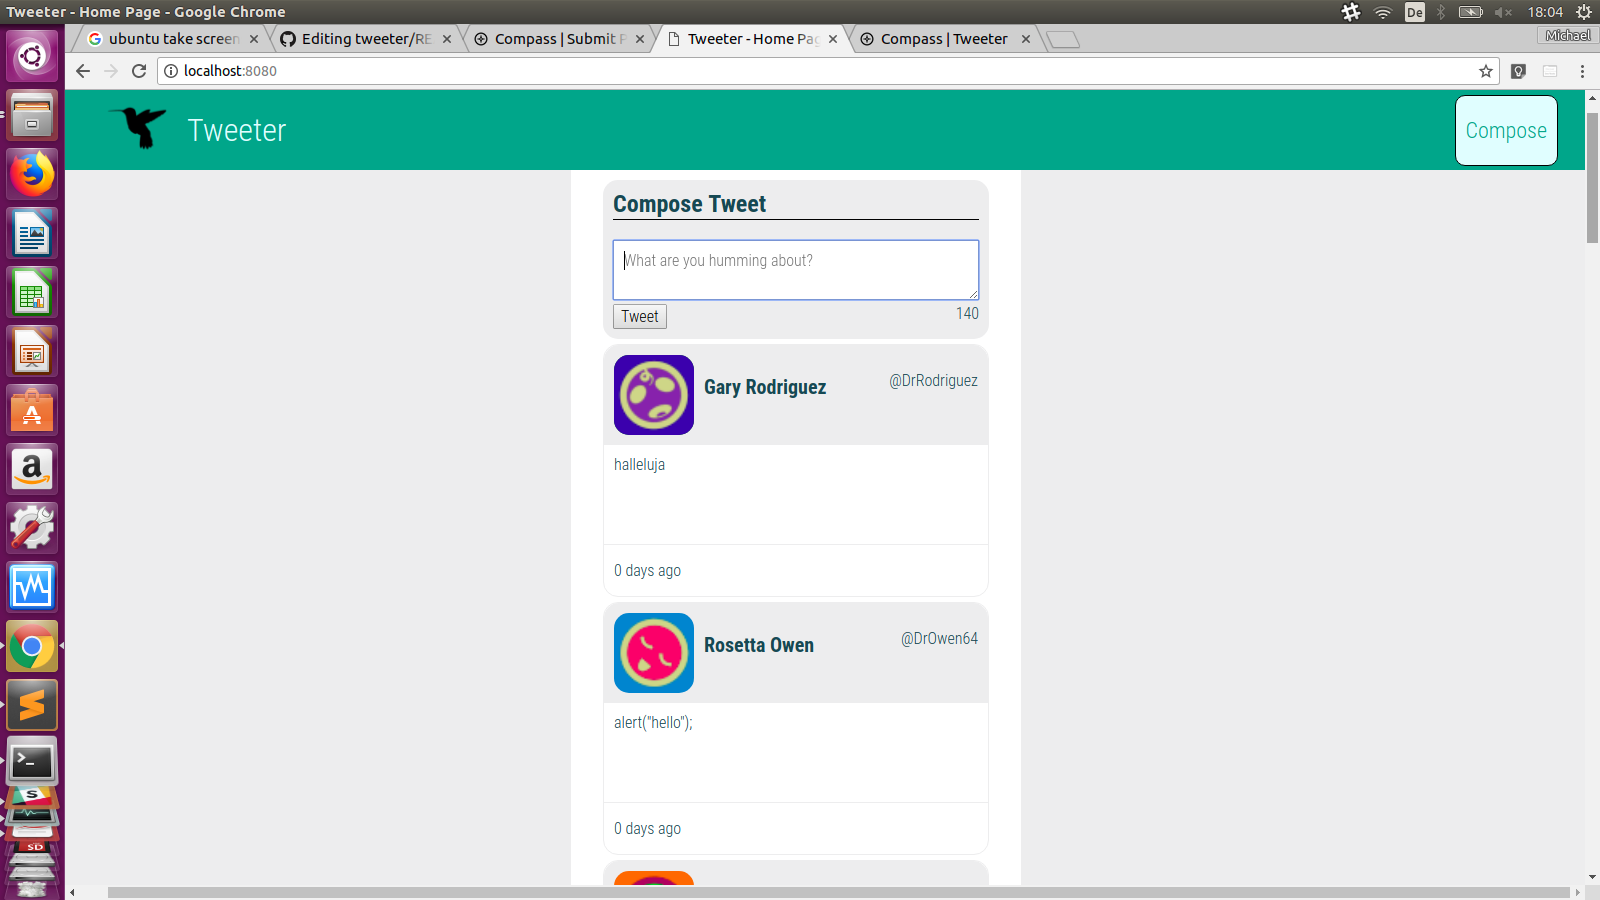 Tweeter - Home Page - Google Chrome
De
18:04
ubuntu take screen
Editing tweeter/RE
Compass | Submit P
Tweeter - Home Pag
Compass | Tweeter
Michael
localhost:8080
Tweeter
Compose
Compose Tweet
What are you humming about?
Tweet
140
Gary Rodriguez
@DrRodriguez
halleluja
0 days ago
Rosetta Owen
@DrOwen64
alert("hello");
0 days ago
A
a
>_
S
SD